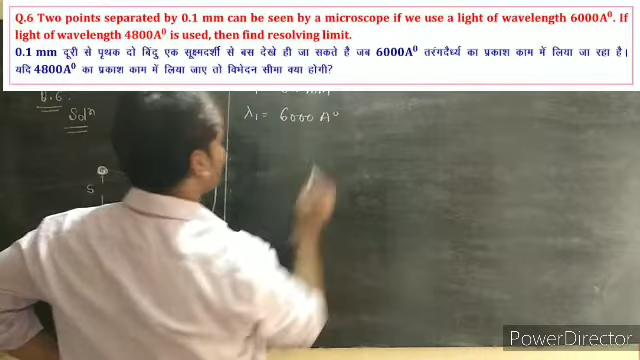 Q.6 Two points separated by 0.1 mm can be seen by a microscope if we use a light of wavelength 6000A⁰. If
light of wavelength 4800A⁰ is used, then find resolving limit.
0.1 mm दूरी से पृथक दो बिंदु एक सूक्ष्मदर्शी से बस देखे ही जा सकते है जब 6000A⁰ तरंगदैर्ध्य का प्रकाश काम में लिया जा रहा है।
यदि 4800A⁰ का प्रकाश काम में लिया जाए तो विभेदन सीमा क्या होगी?
Q.6.
Solⁿ
λ₁ = 6000 A⁰
S
PowerDirector